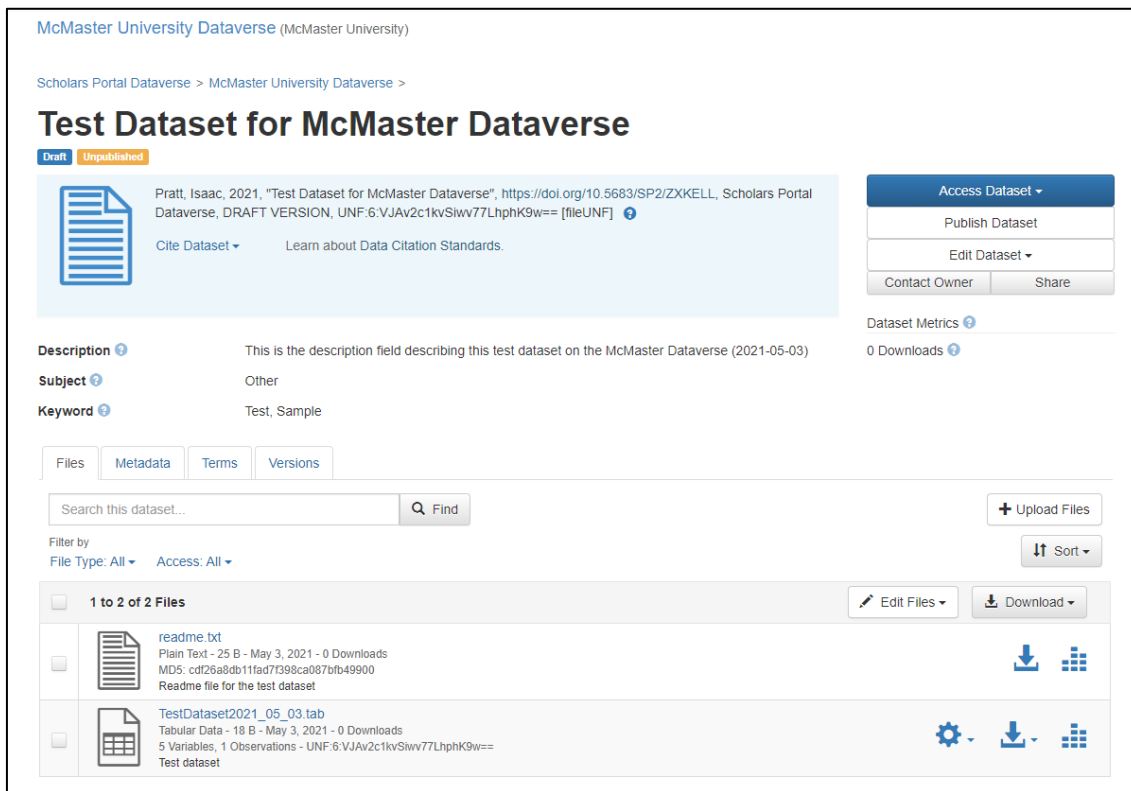 McMaster University Dataverse (McMaster University)
Scholars Portal Dataverse > McMaster University Dataverse >
Test Dataset for McMaster Dataverse
Draft Unpublished
Pratt, Isaac, 2021, "Test Dataset for McMaster Dataverse", https://doi.org/10.5683/SP2/ZXKELL, Scholars Portal
Dataverse, DRAFT VERSION, UNF:6:VJAv2c1kvSiwv77LhphK9w== [fileUNF] ?
Cite Dataset Learn about Data Citation Standards.
Access Dataset
Publish Dataset
Edit Dataset
Contact Owner Share
Dataset Metrics ?
0 Downloads ?
Description ? This is the description field describing this test dataset on the McMaster Dataverse (2021-05-03)
Subject ? Other
Keyword ? Test, Sample
Files Metadata Terms Versions
Search this dataset... Find
+ Upload Files
Filter by
File Type: All Access: All
Sort
1 to 2 of 2 Files Edit Files Download
readme.txt
Plain Text - 25 B - May 3, 2021 - 0 Downloads
MD5: cdf26a8db11fad7f398ca087bfb49900
Readme file for the test dataset
TestDataset2021_05_03.tab
Tabular Data - 18 B - May 3, 2021 - 0 Downloads
5 Variables, 1 Observations - UNF:6:VJAv2c1kvSiwv77LhphK9w==
Test dataset